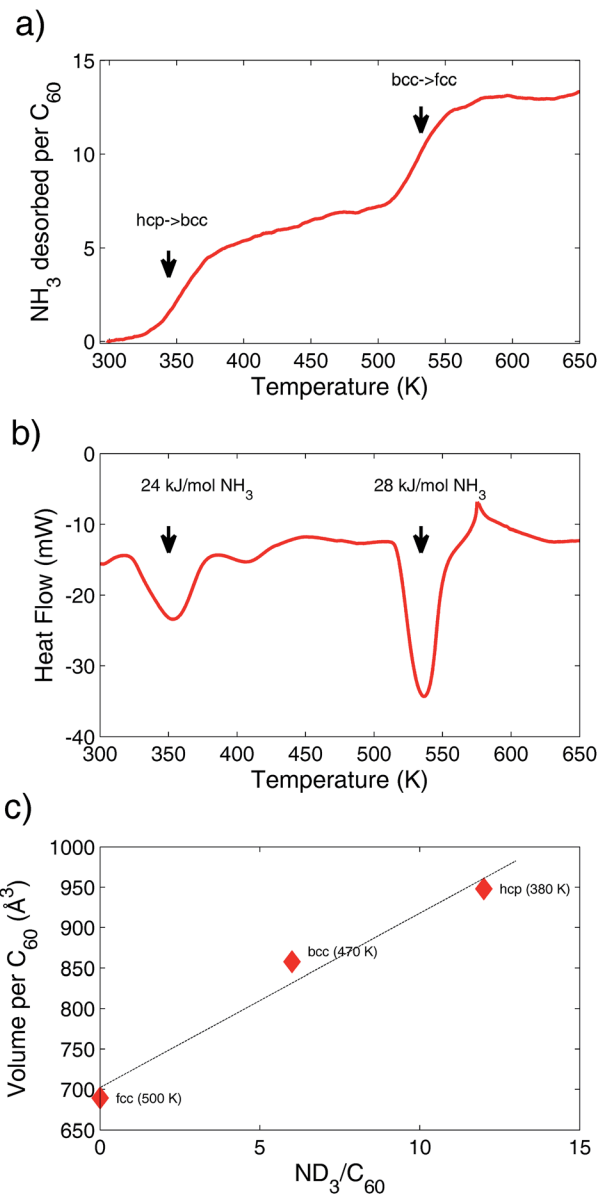 a)
NH3 desorbed per C60
15
10
5
0
bcc->fcc
hcp->bcc
300 350 400 450 500 550 600 650
Temperature (K)
b)
Heat Flow (mW)
0
-10
-20
-30
-40
24 kJ/mol NH3
28 kJ/mol NH3
300 350 400 450 500 550 600 650
Temperature (K)
c)
Volume per C60 (Å3)
1000
950
900
850
800
750
700
650
hcp (380 K)
bcc (470 K)
fcc (500 K)
0 5 10 15
ND3/C60